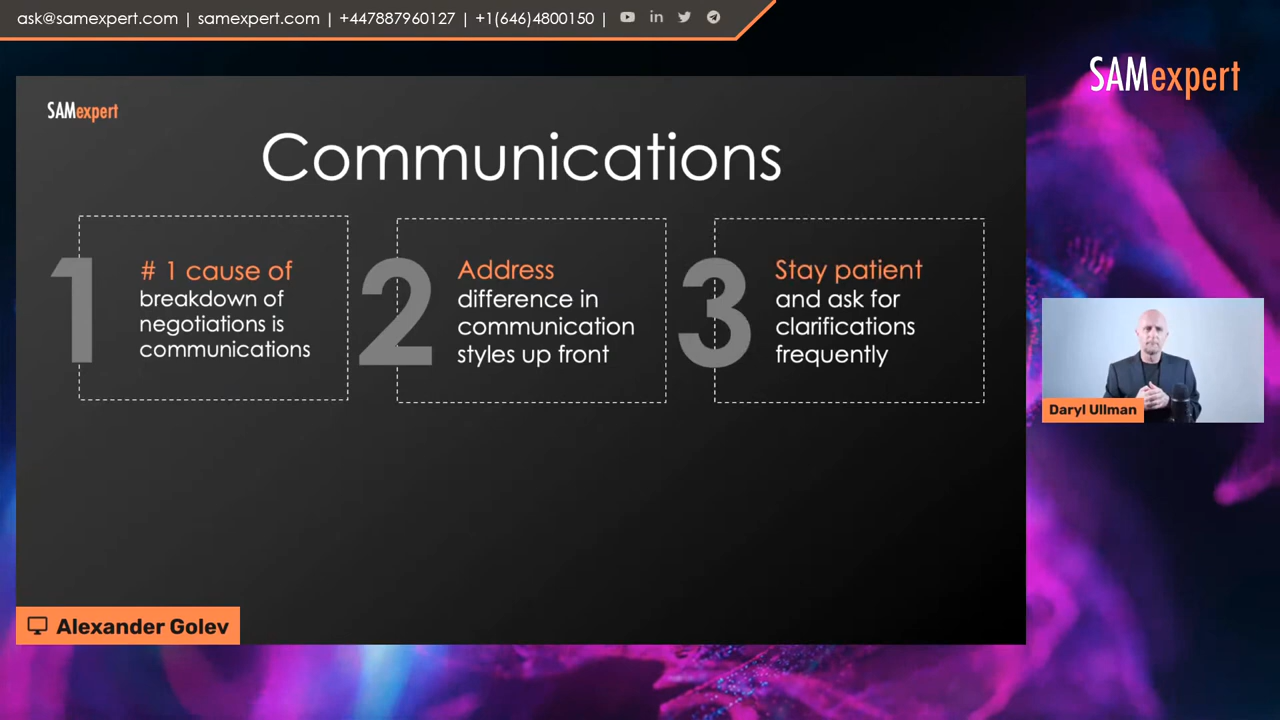 ask@samexpert.com | samexpert.com | +447887960127 | +1(646)4800150 |
SAMexpert
SAMexpert
Communications
1
# 1 cause of
breakdown of
negotiations is
communications
2
Address
difference in
communication
styles up front
3
Stay patient
and ask for
clarifications
frequently
Daryl Ullman
Alexander Golev